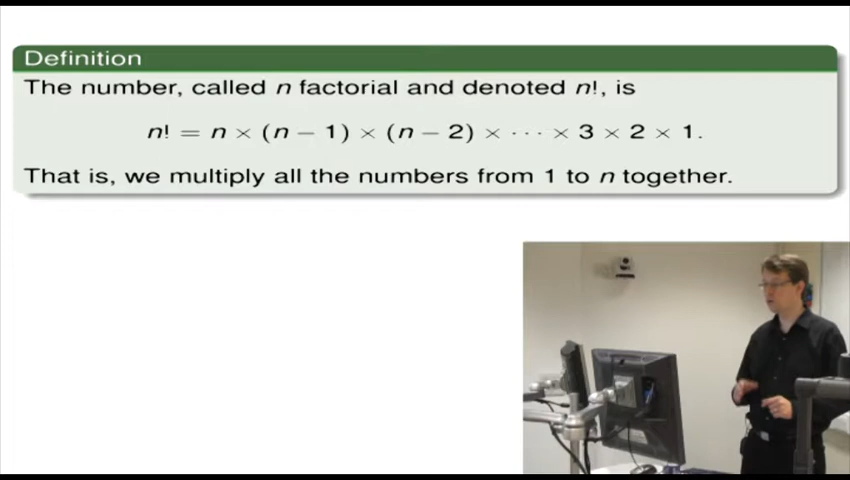 Definition
The number, called n factorial and denoted n!, is
n! = n × (n − 1) × (n − 2) × ··· × 3 × 2 × 1.
That is, we multiply all the numbers from 1 to n together.